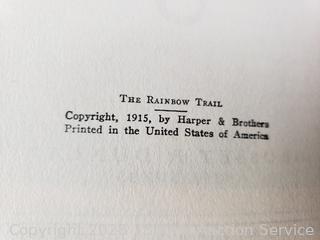 THE RAINBOW TRAIL
Copyright, 1915, by Harper & Brothers
Printed in the United States of America